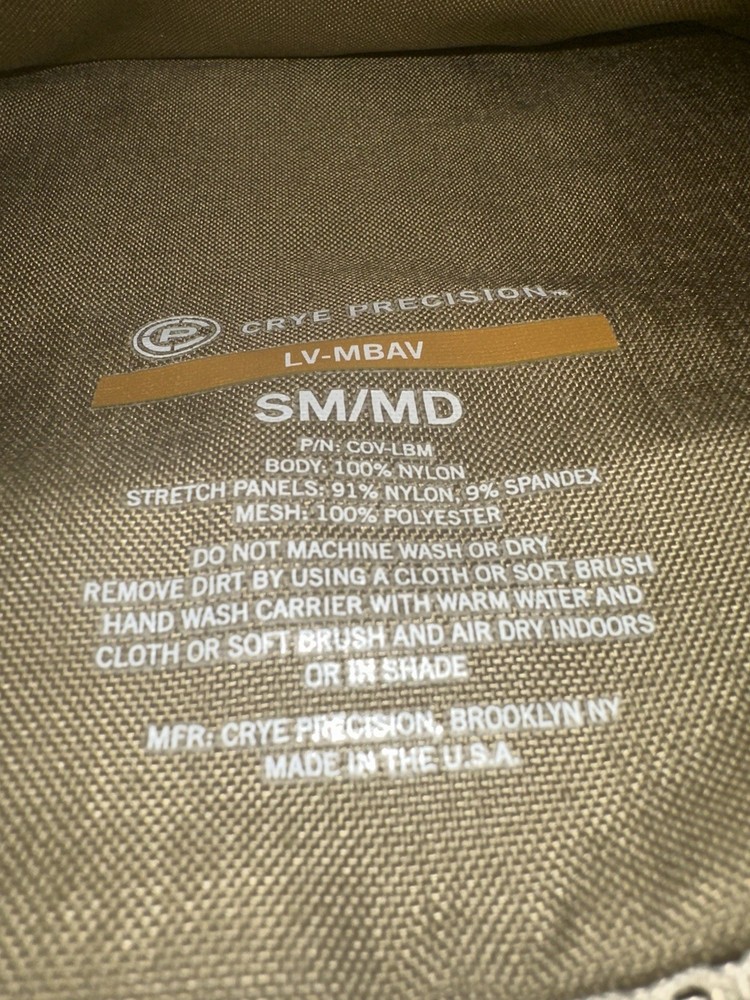 CP CRYE PRECISION™
LV-MBAV
SM/MD
P/N: COV-LBM
BODY: 100% NYLON
STRETCH PANELS: 91% NYLON, 9% SPANDEX
MESH: 100% POLYESTER
DO NOT MACHINE WASH OR DRY
REMOVE DIRT BY USING A CLOTH OR SOFT BRUSH
HAND WASH CARRIER WITH WARM WATER AND
CLOTH OR SOFT BRUSH AND AIR DRY INDOORS
OR IN SHADE
MFR: CRYE PRECISION, BROOKLYN NY
MADE IN THE U.S.A.